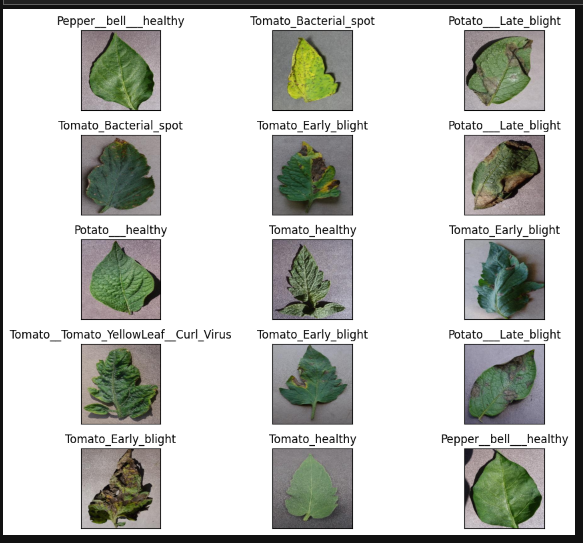 Pepper__bell___healthy
Tomato_Bacterial_spot
Potato___Late_blight
Tomato_Bacterial_spot
Tomato_Early_blight
Potato___Late_blight
Potato___healthy
Tomato_healthy
Tomato_Early_blight
Tomato__Tomato_YellowLeaf__Curl_Virus
Tomato_Early_blight
Potato___Late_blight
Tomato_Early_blight
Tomato_healthy
Pepper__bell___healthy